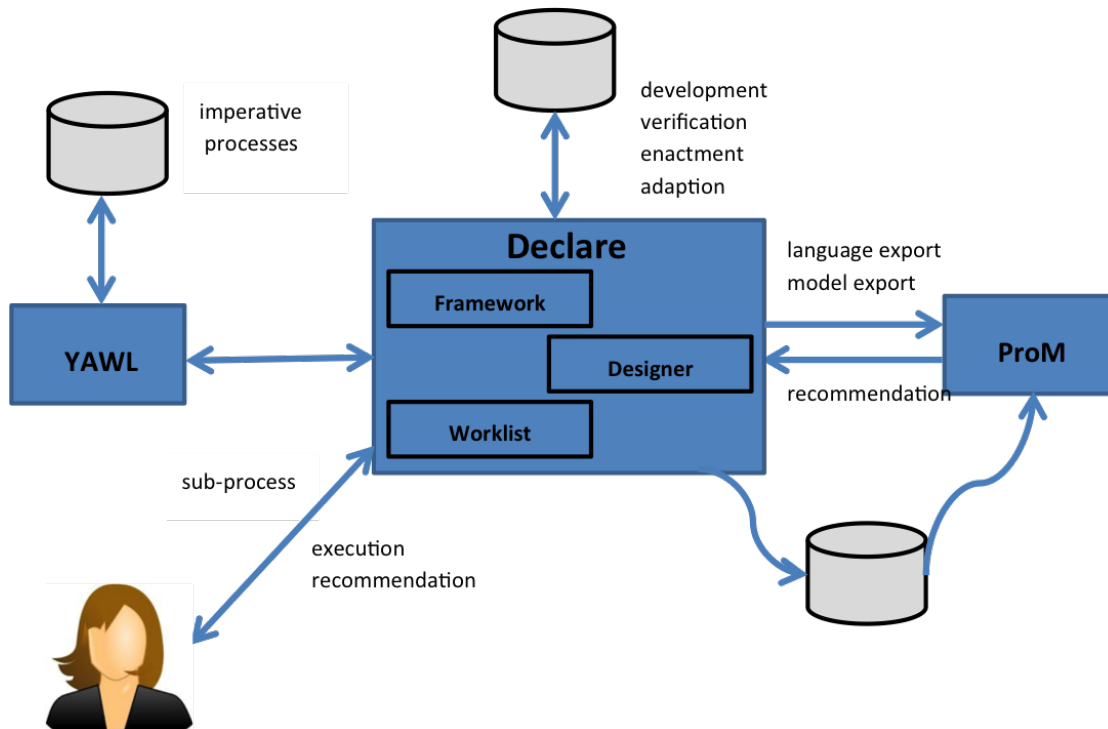 imperative
processes
development
verification
enactment
adaption
Declare
Framework
Designer
Worklist
YAWL
language export
model export
ProM
recommendation
sub-process
execution
recommendation